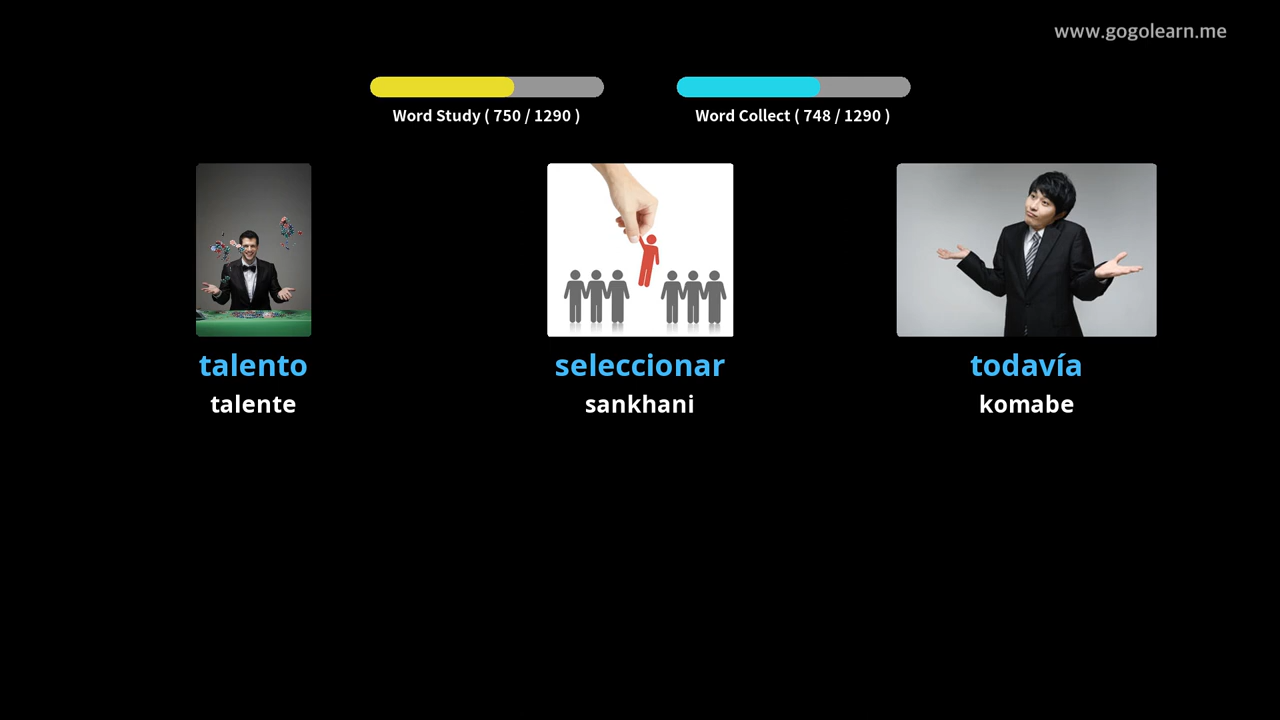 www.gogolearn.me
Word Study ( 750 / 1290 )
Word Collect ( 748 / 1290 )
talento
talente
seleccionar
sankhani
todavía
komabe